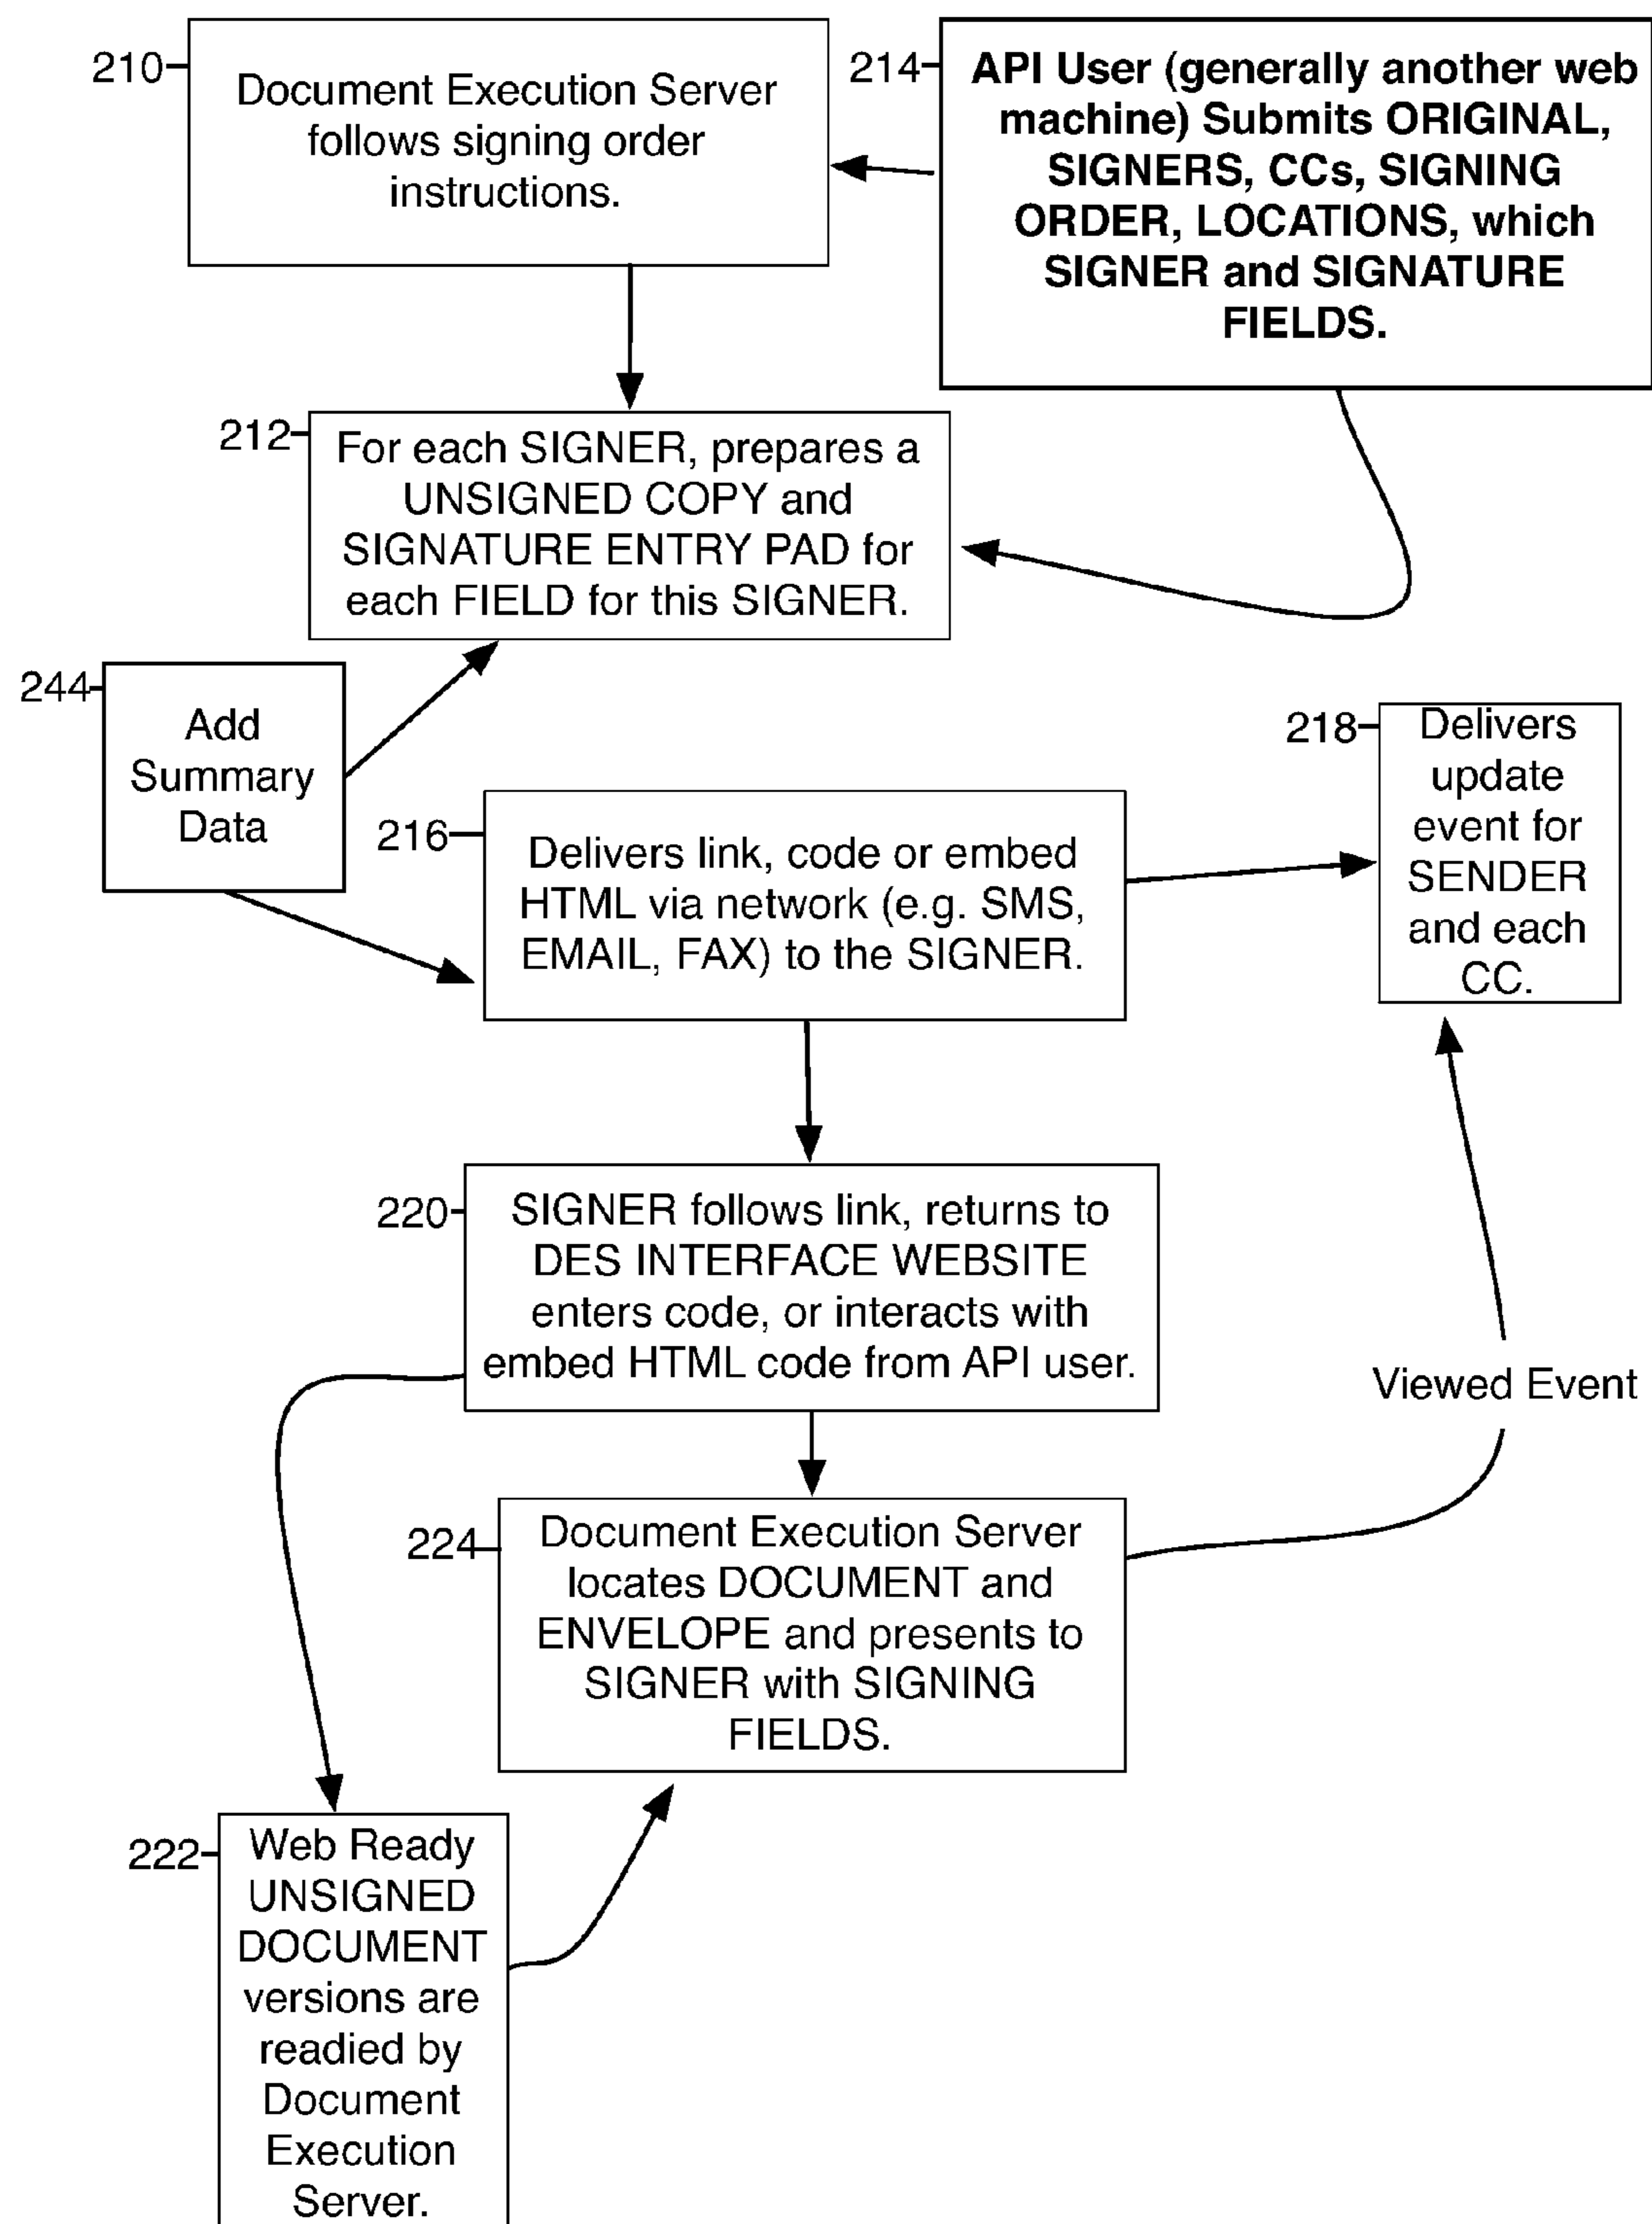 210
Document Execution Server
follows signing order
instructions.
214
API User (generally another web
machine) Submits ORIGINAL,
SIGNERS, CCs, SIGNING
ORDER, LOCATIONS, which
SIGNER and SIGNATURE
FIELDS.
212
For each SIGNER, prepares a
UNSIGNED COPY and
SIGNATURE ENTRY PAD for
each FIELD for this SIGNER.
244
Add
Summary
Data
216
Delivers link, code or embed
HTML via network (e.g. SMS,
EMAIL, FAX) to the SIGNER.
218
Delivers
update
event for
SENDER
and each
CC.
220
SIGNER follows link, returns to
DES INTERFACE WEBSITE
enters code, or interacts with
embed HTML code from API user.
Viewed Event
224
Document Execution Server
locates DOCUMENT and
ENVELOPE and presents to
SIGNER with SIGNING
FIELDS.
222
Web Ready
UNSIGNED
DOCUMENT
versions are
readied by
Document
Execution
Server.